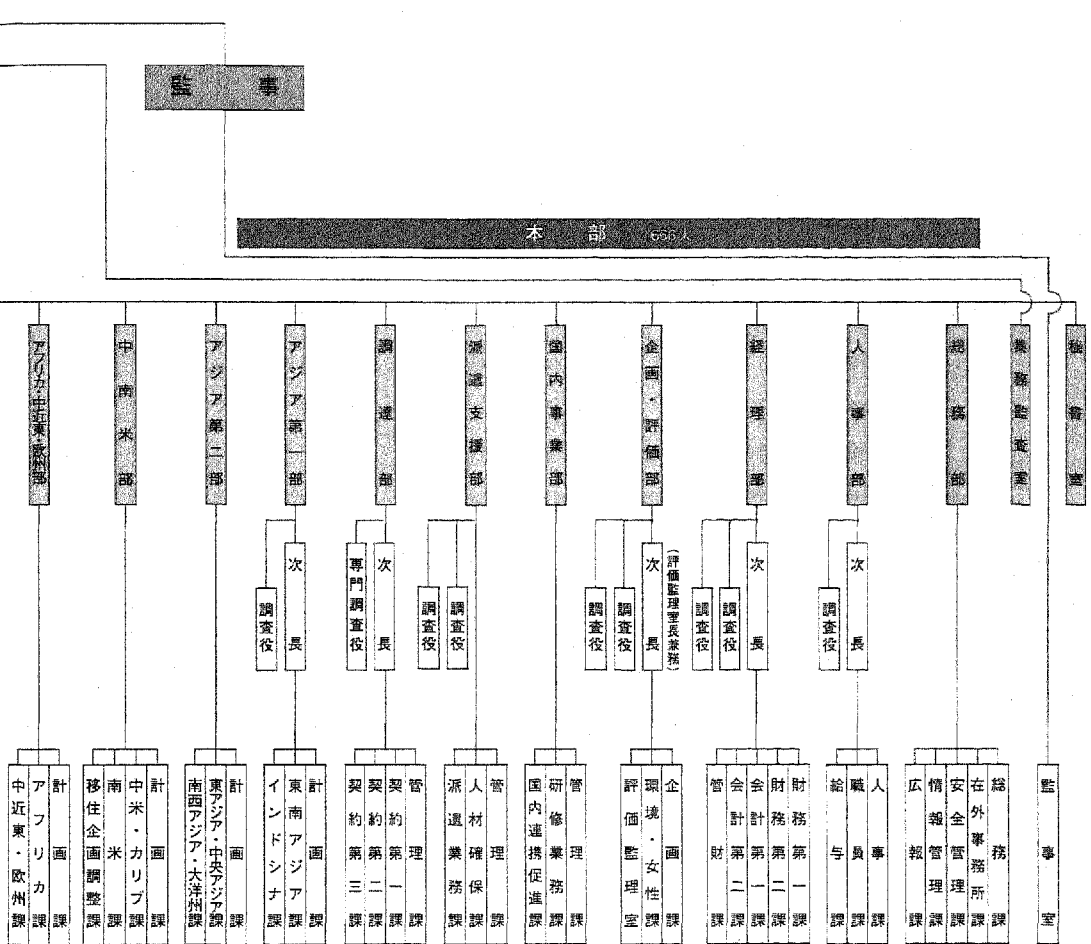 監事
本部
秘書室
業務監査室
総務部
人事部
経理部
企画・評価部
国内事業部
派遣支援部
調達部
アジア第一部
アジア第二部
中南米部
アフリカ・中近東・欧州部
次長
調査役
次長
調査役
調査役
(評価監理室長兼務)
次長
調査役
調査役
調査役
調査役
次長
専門調査役
次長
調査役
監事室
総務課
在外事務所課
安全管理課
情報管理課
広報課
人事課
職員課
給与課
財務第一課
財務第二課
会計第一課
会計第二課
管財課
企画課
環境・女性課
評価監理室
管理課
研修業務課
国内連携促進課
管理課
人材確保課
派遣業務課
管理課
契約第一課
契約第二課
契約第三課
計画課
東南アジア課
インドシナ課
計画課
東アジア・中央アジア課
南西アジア・大洋州課
計画課
中米・カリブ課
南米課
移住企画調整課
計画課
アフリカ課
中近東・欧州課